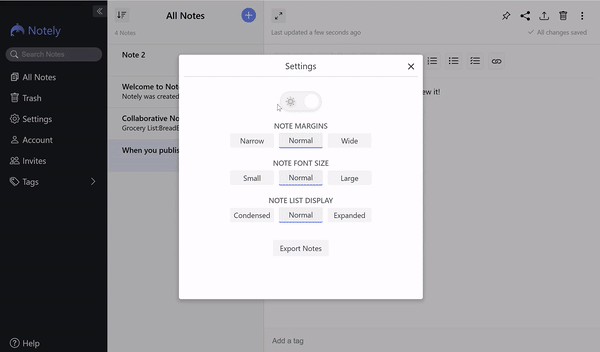 Notely
Search Notes
All Notes
Trash
Settings
Account
Invites
Tags
Help
All Notes
4 Notes
Note 2
Welcome to Not
Notely was created
Collaborative No
Grocery List:BreadE
When you publis
Last updated a few seconds ago
All changes saved
ew it!
Add a tag
Settings
NOTE MARGINS
Narrow Normal Wide
NOTE FONT SIZE
Small Normal Large
NOTE LIST DISPLAY
Condensed Normal Expanded
Export Notes